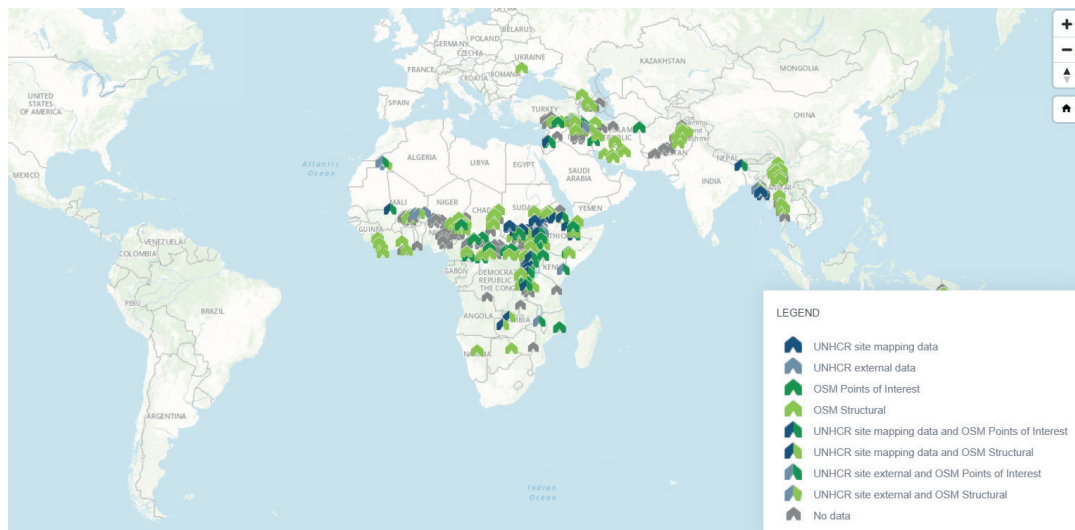 LATVIA
BELARUS
POLAND
GERMANY
CZECHIA
UKRAINE
FRANCE
CROATIA
ROMANIA
KAZAKHSTAN
MONGOLIA
UNITED
STATES
OF AMERICA
SPAIN
TURKEY
CHINA
Atlantic
Ocean
ALGERIA
LIBYA
EGYPT
SAUDI
ARABIA
NEPAL
INDIA
MEXICO
MALI
NIGER
CHAD
SUDAN
YEMEN
GUINEA
VENEZUELA
COLOMBIA
GABON
DEMOCRATIC
REPUBLIC
THE CONGO
KENYA
PERU
BRAZIL
ANGOLA
NAMIBIA
ARGENTINA
Indian
Ocean
+
−
LEGEND
UNHCR site mapping data
UNHCR external data
OSM Points of Interest
OSM Structural
UNHCR site mapping data and OSM Points of Interest
UNHCR site mapping data and OSM Structural
UNHCR site external and OSM Points of Interest
UNHCR site external and OSM Structural
No data